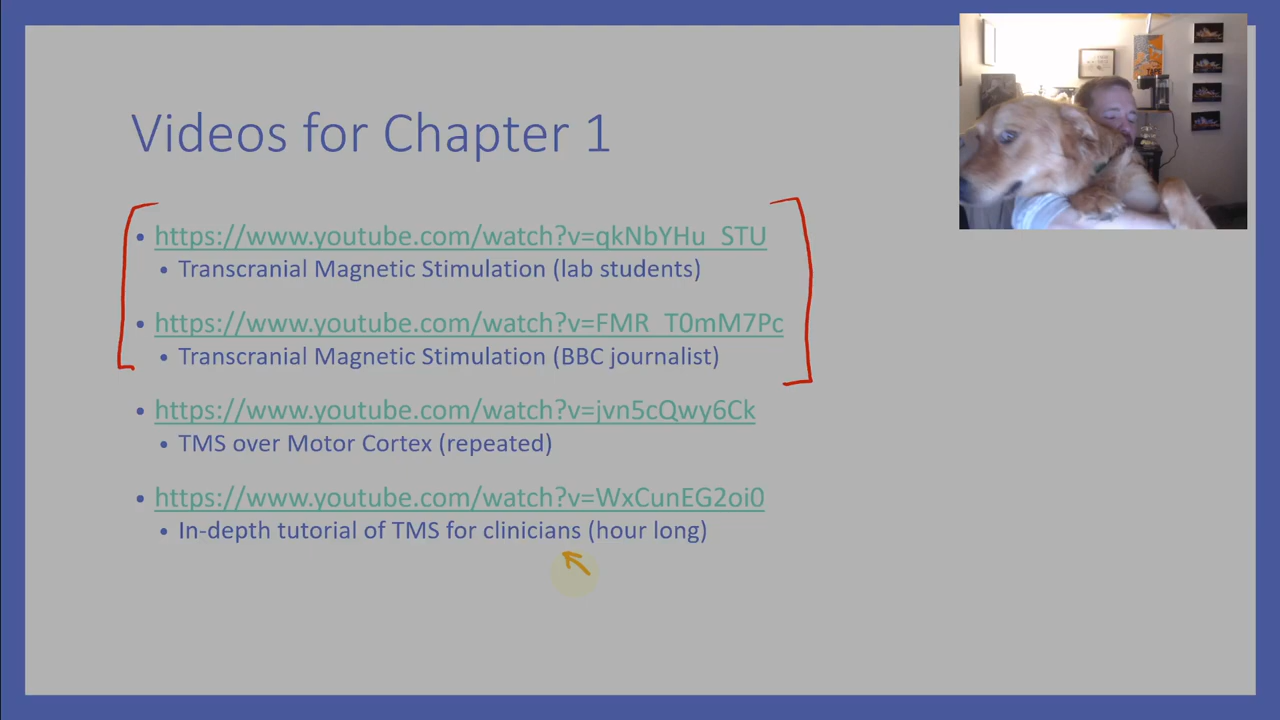 Videos for Chapter 1
• https://www.youtube.com/watch?v=qkNbYHu_STU
• Transcranial Magnetic Stimulation (lab students)
• https://www.youtube.com/watch?v=FMR_T0mM7Pc
• Transcranial Magnetic Stimulation (BBC journalist)
• https://www.youtube.com/watch?v=jvn5cQwy6Ck
• TMS over Motor Cortex (repeated)
• https://www.youtube.com/watch?v=WxCunEG2oi0
• In-depth tutorial of TMS for clinicians (hour long)